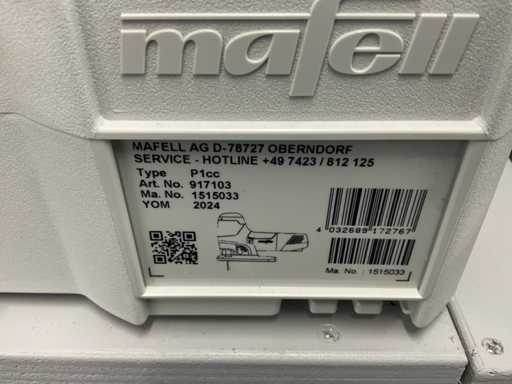 mafell
MAFELL AG D-78727 OBERNDORF
SERVICE - HOTLINE +49 7423 / 812 125
Type P1cc
Art. No. 917103
Ma. No. 1515033
YOM 2024
4 032689 172767
Ma. No. : 1515033